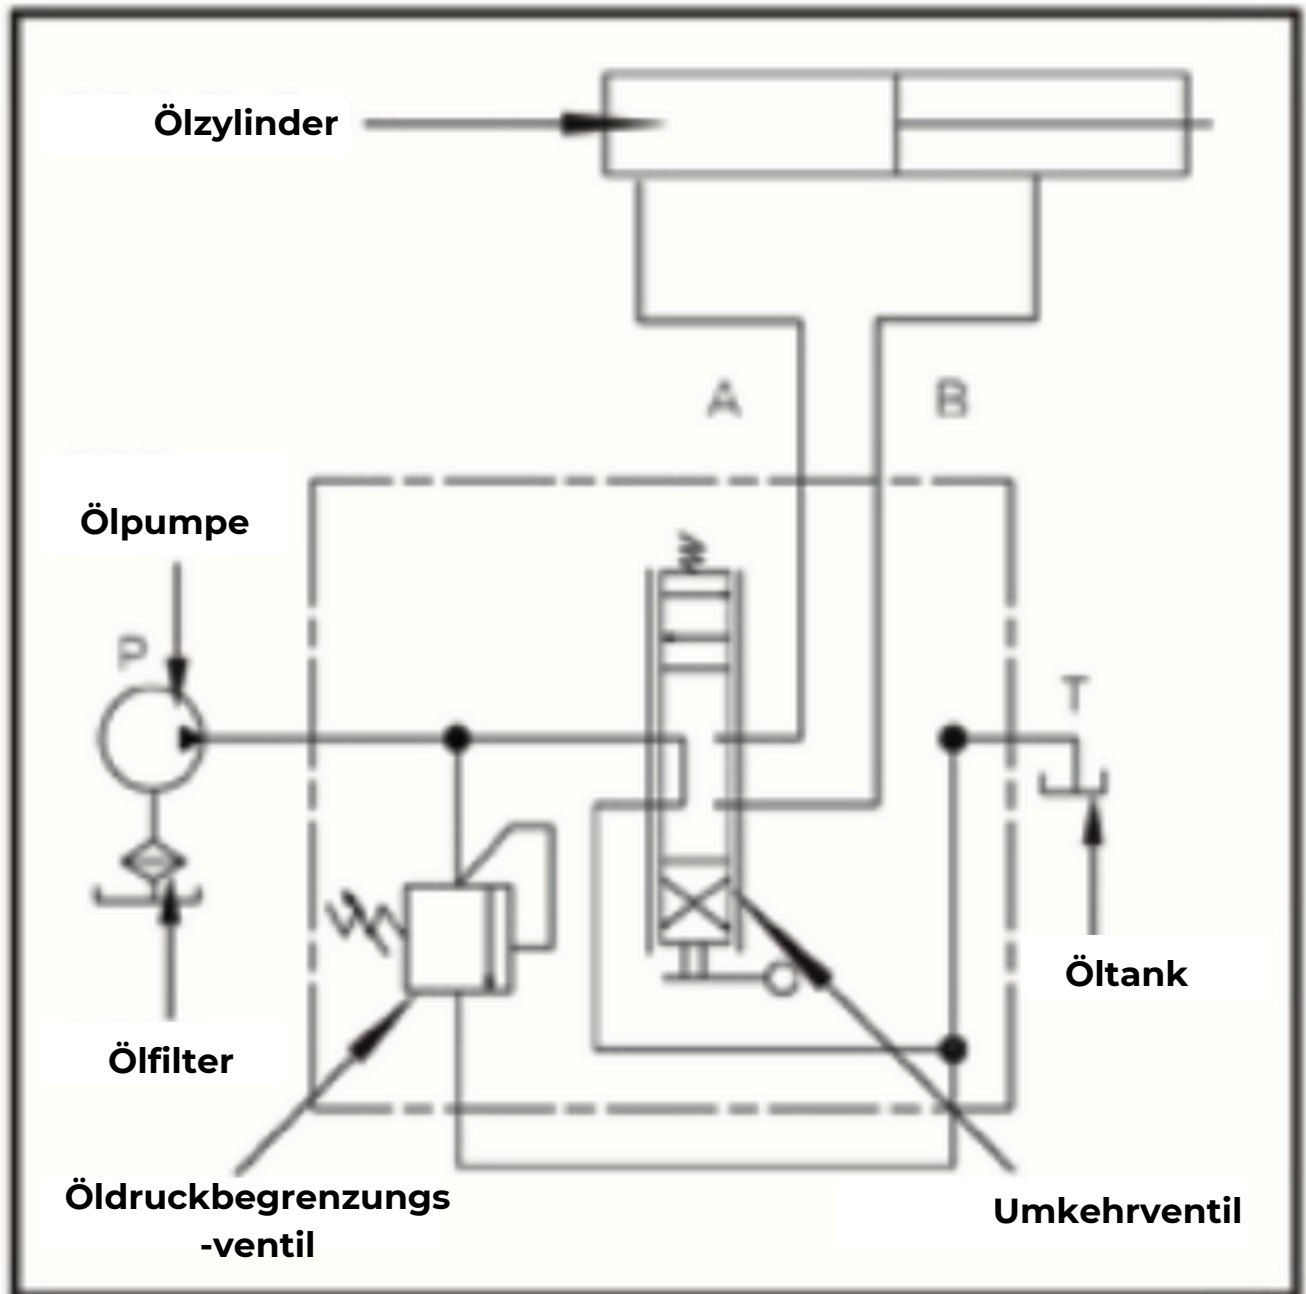 Ölzylinder
A
B
Ölpumpe
P
T
Öltank
Ölfilter
Öldruckbegrenzungs
-ventil
Umkehrventil